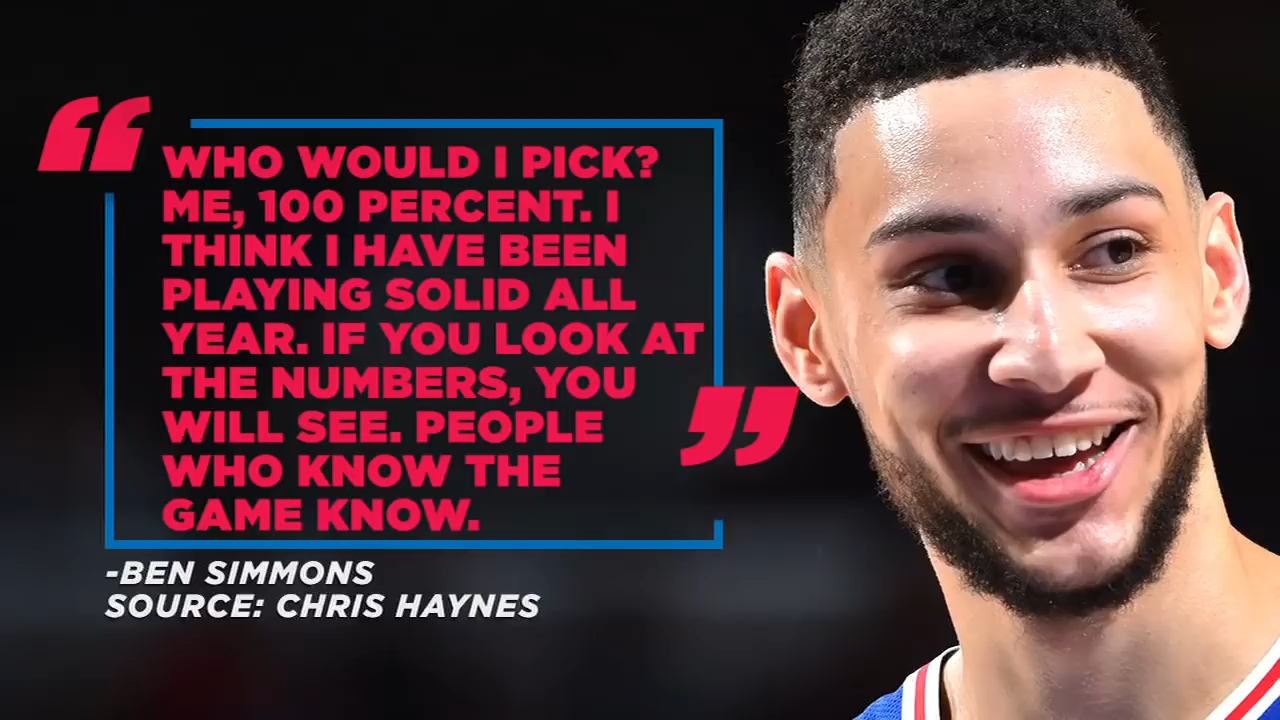 “WHO WOULD I PICK?
ME, 100 PERCENT. I
THINK I HAVE BEEN
PLAYING SOLID ALL
YEAR. IF YOU LOOK AT
THE NUMBERS, YOU
WILL SEE. PEOPLE
WHO KNOW THE
GAME KNOW.”
-BEN SIMMONS
SOURCE: CHRIS HAYNES